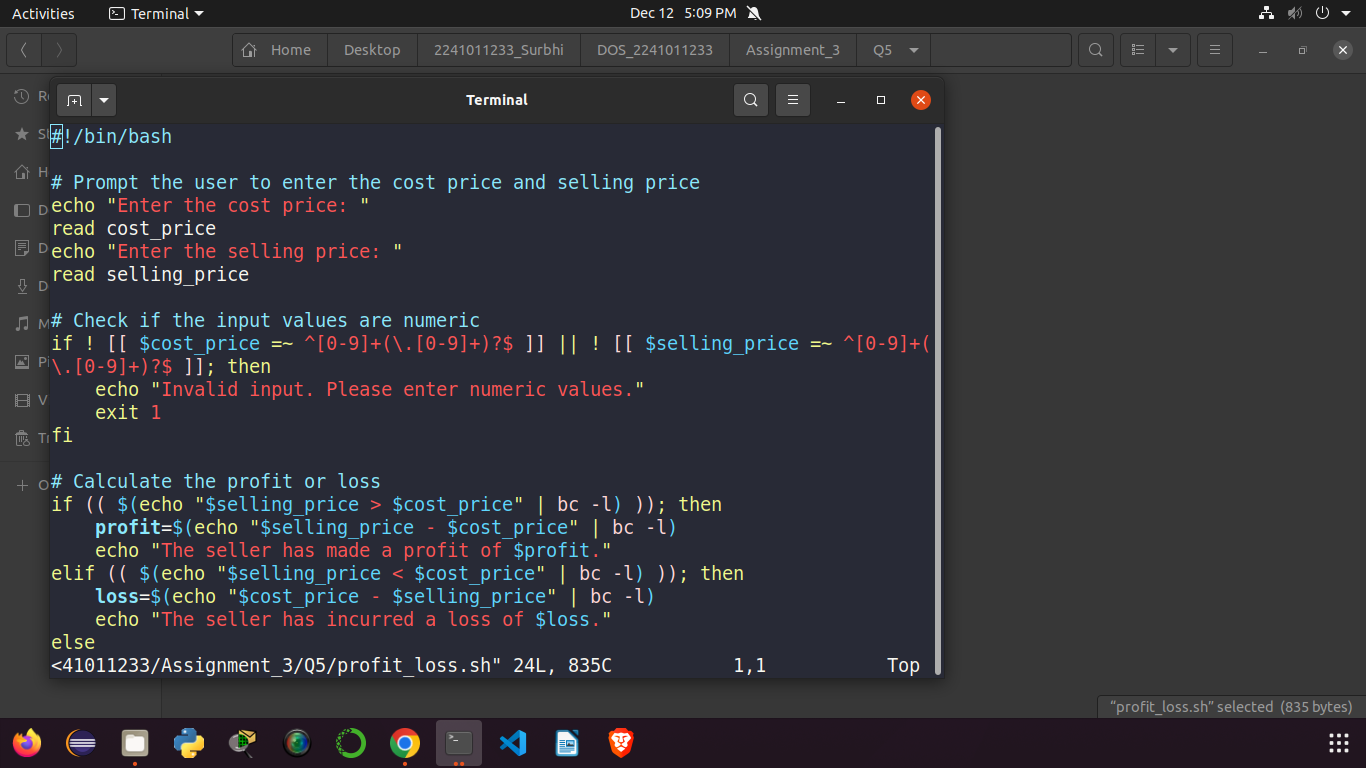 Activities
Terminal
Dec 12 5:09 PM
Home
Desktop
2241011233_Surbhi
DOS_2241011233
Assignment_3
Q5
Terminal
#!/bin/bash
# Prompt the user to enter the cost price and selling price
echo "Enter the cost price: "
read cost_price
echo "Enter the selling price: "
read selling_price
# Check if the input values are numeric
if ! [[ $cost_price =~ ^[0-9]+(\.[0-9]+)?$ ]] || ! [[ $selling_price =~ ^[0-9]+(
\.[0-9]+)?$ ]]; then
    echo "Invalid input. Please enter numeric values."
    exit 1
fi
# Calculate the profit or loss
if (( $(echo "$selling_price > $cost_price" | bc -l) )); then
    profit=$(echo "$selling_price - $cost_price" | bc -l)
    echo "The seller has made a profit of $profit."
elif (( $(echo "$selling_price < $cost_price" | bc -l) )); then
    loss=$(echo "$cost_price - $selling_price" | bc -l)
    echo "The seller has incurred a loss of $loss."
else
<41011233/Assignment_3/Q5/profit_loss.sh" 24L, 835C 1,1 Top
"profit_loss.sh" selected (835 bytes)